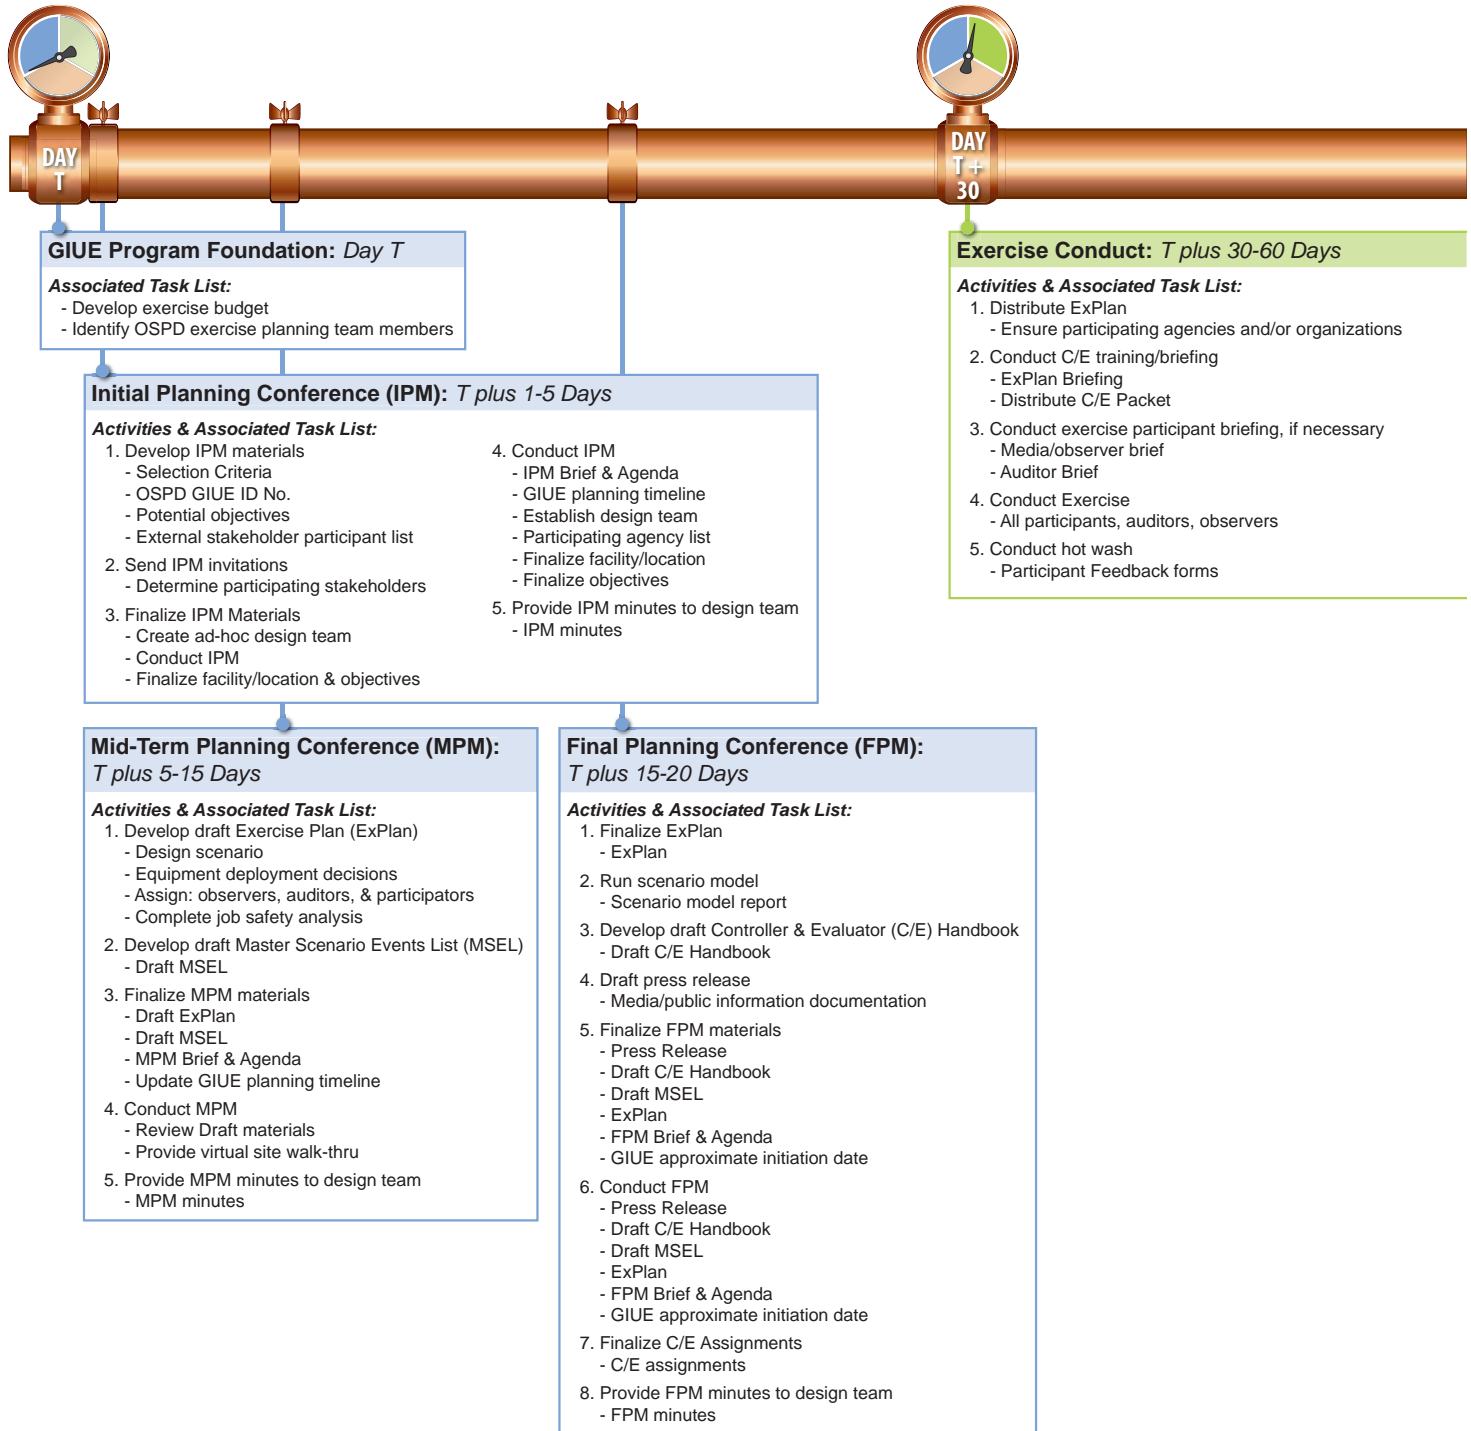 DAY
T
DAY
T +
30
GIUE Program Foundation: Day T
Associated Task List:
- Develop exercise budget
- Identify OSPD exercise planning team members
Initial Planning Conference (IPM): T plus 1-5 Days
Activities & Associated Task List:
1. Develop IPM materials
- Selection Criteria
- OSPD GIUE ID No.
- Potential objectives
- External stakeholder participant list
2. Send IPM invitations
- Determine participating stakeholders
3. Finalize IPM Materials
- Create ad-hoc design team
- Conduct IPM
- Finalize facility/location & objectives
4. Conduct IPM
- IPM Brief & Agenda
- GIUE planning timeline
- Establish design team
- Participating agency list
- Finalize facility/location
- Finalize objectives
5. Provide IPM minutes to design team
- IPM minutes
Mid-Term Planning Conference (MPM):
T plus 5-15 Days
Activities & Associated Task List:
1. Develop draft Exercise Plan (ExPlan)
- Design scenario
- Equipment deployment decisions
- Assign: observers, auditors, & participators
- Complete job safety analysis
2. Develop draft Master Scenario Events List (MSEL)
- Draft MSEL
3. Finalize MPM materials
- Draft ExPlan
- Draft MSEL
- MPM Brief & Agenda
- Update GIUE planning timeline
4. Conduct MPM
- Review Draft materials
- Provide virtual site walk-thru
5. Provide MPM minutes to design team
- MPM minutes
Final Planning Conference (FPM):
T plus 15-20 Days
Activities & Associated Task List:
1. Finalize ExPlan
- ExPlan
2. Run scenario model
- Scenario model report
3. Develop draft Controller & Evaluator (C/E) Handbook
- Draft C/E Handbook
4. Draft press release
- Media/public information documentation
5. Finalize FPM materials
- Press Release
- Draft C/E Handbook
- Draft MSEL
- ExPlan
- FPM Brief & Agenda
- GIUE approximate initiation date
6. Conduct FPM
- Press Release
- Draft C/E Handbook
- Draft MSEL
- ExPlan
- FPM Brief & Agenda
- GIUE approximate initiation date
7. Finalize C/E Assignments
- C/E assignments
8. Provide FPM minutes to design team
- FPM minutes
Exercise Conduct: T plus 30-60 Days
Activities & Associated Task List:
1. Distribute ExPlan
- Ensure participating agencies and/or organizations
2. Conduct C/E training/briefing
- ExPlan Briefing
- Distribute C/E Packet
3. Conduct exercise participant briefing, if necessary
- Media/observer brief
- Auditor Brief
4. Conduct Exercise
- All participants, auditors, observers
5. Conduct hot wash
- Participant Feedback forms